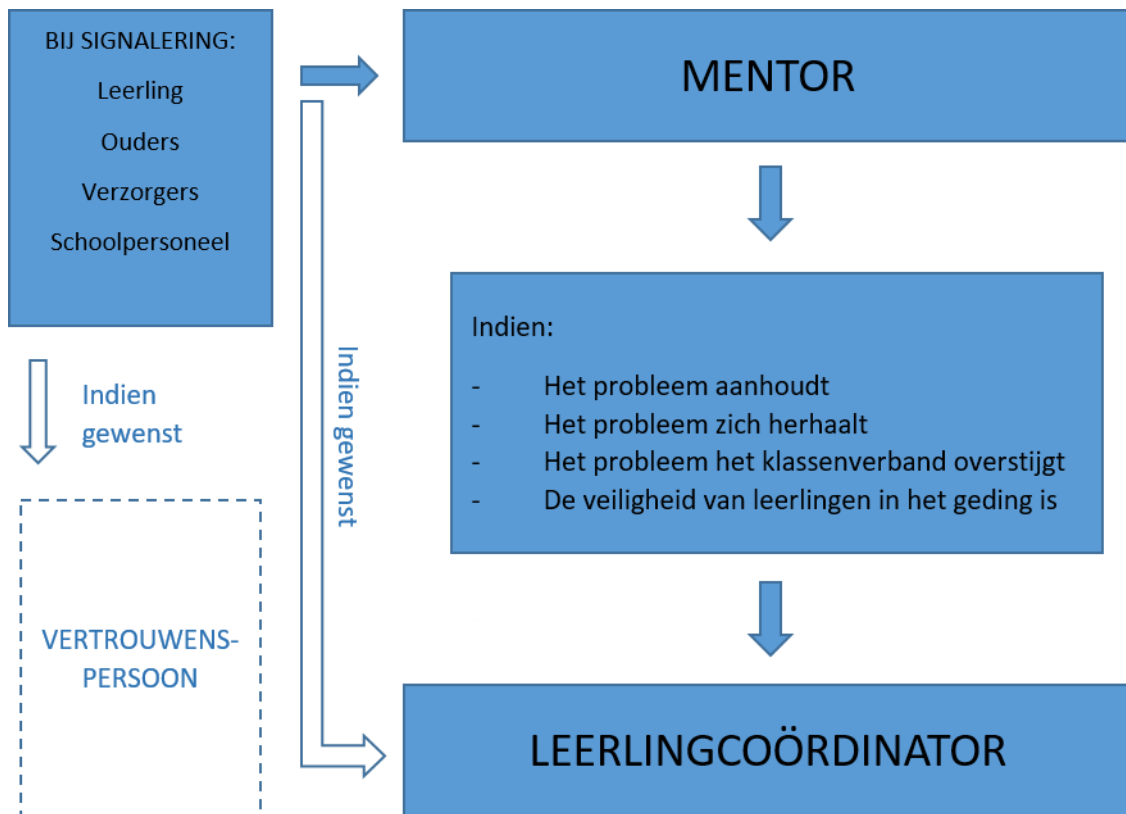 BIJ SIGNALERING:
Leerling
Ouders
Verzorgers
Schoolpersoneel
MENTOR
Indien:
- Het probleem aanhoudt
- Het probleem zich herhaalt
- Het probleem het klassenverband overstijgt
- De veiligheid van leerlingen in het geding is
Indien
gewenst
Indien gewenst
VERTROUWENS-
PERSOON
LEERLINGCOÖRDINATOR